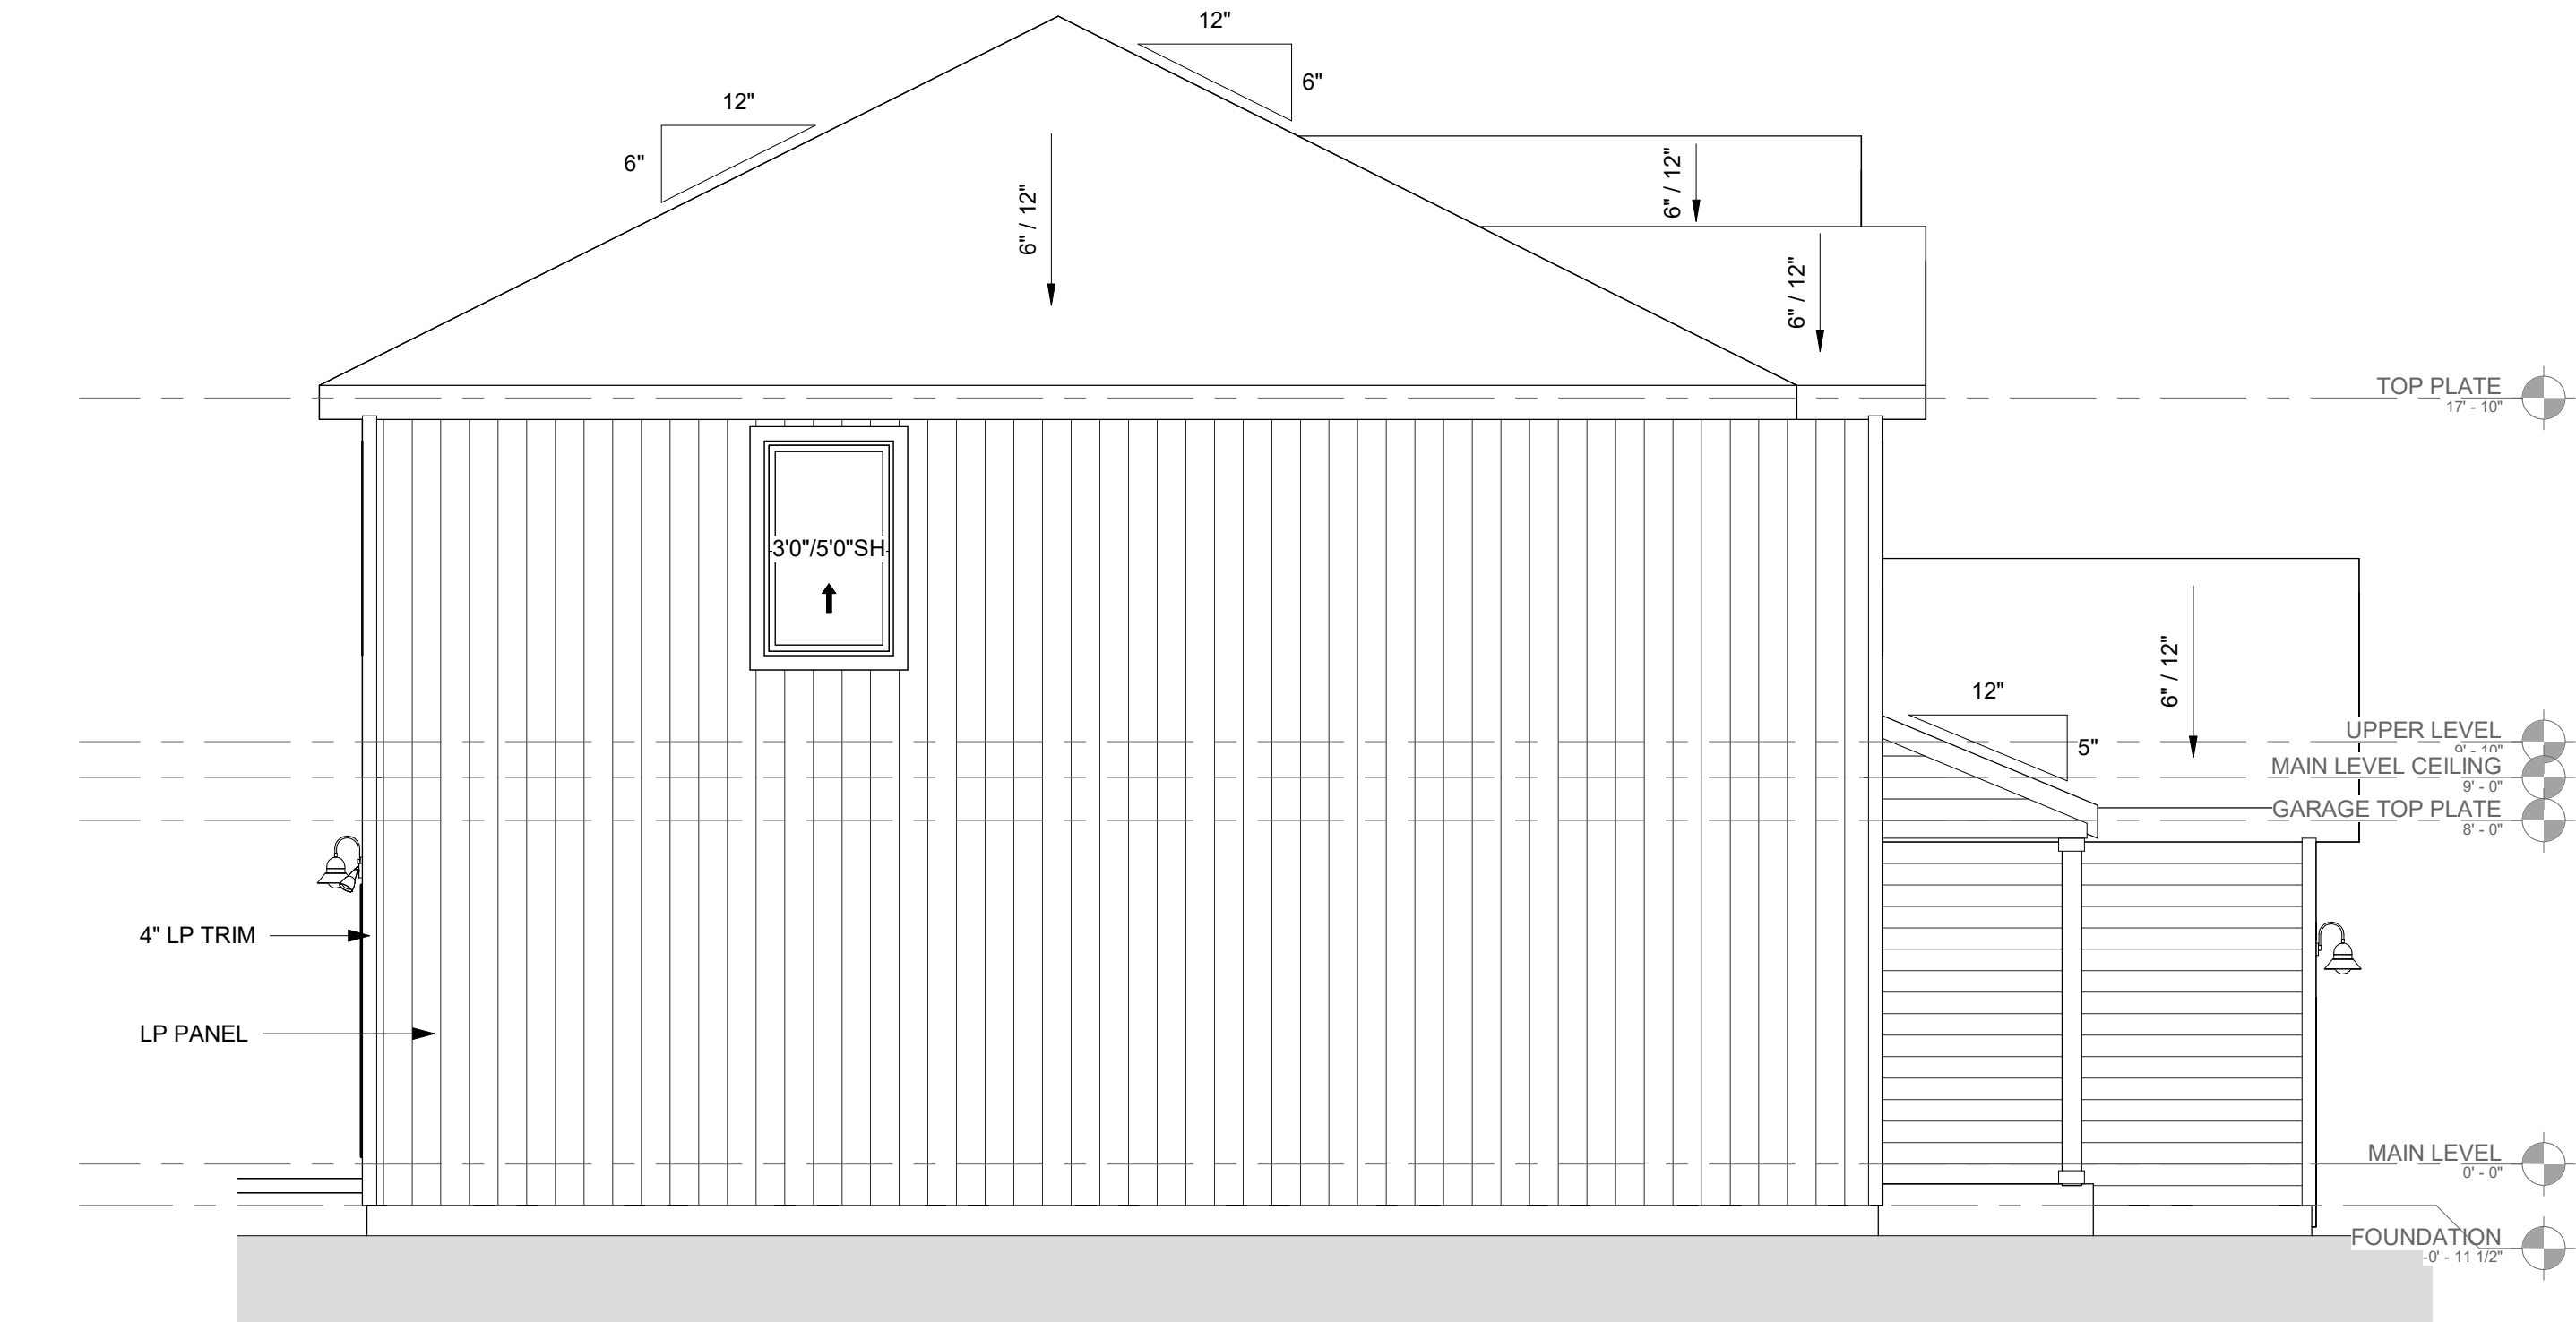 12"
6"
12"
6"
6" / 12"
6" / 12"
6" / 12"
TOP PLATE
17' - 10"
3'0"/5'0"SH
6" / 12"
12"
5"
UPPER LEVEL
9' - 10"
MAIN LEVEL CEILING
9' - 0"
GARAGE TOP PLATE
8' - 0"
4" LP TRIM
LP PANEL
MAIN LEVEL
0' - 0"
FOUNDATION
-0' - 11 1/2"